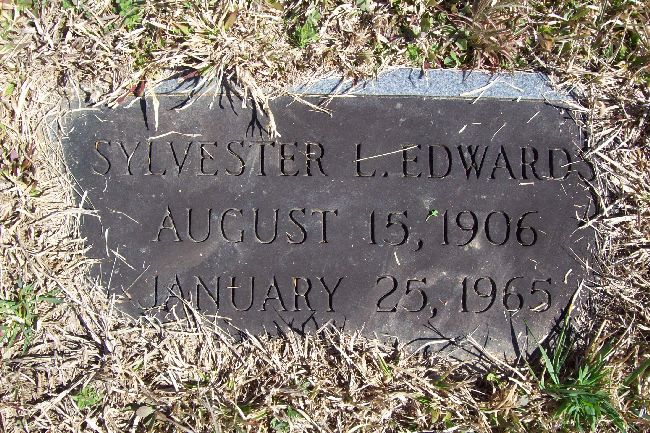 SYLVESTER L. EDWARDS
AUGUST 15, 1906
JANUARY 25, 1965